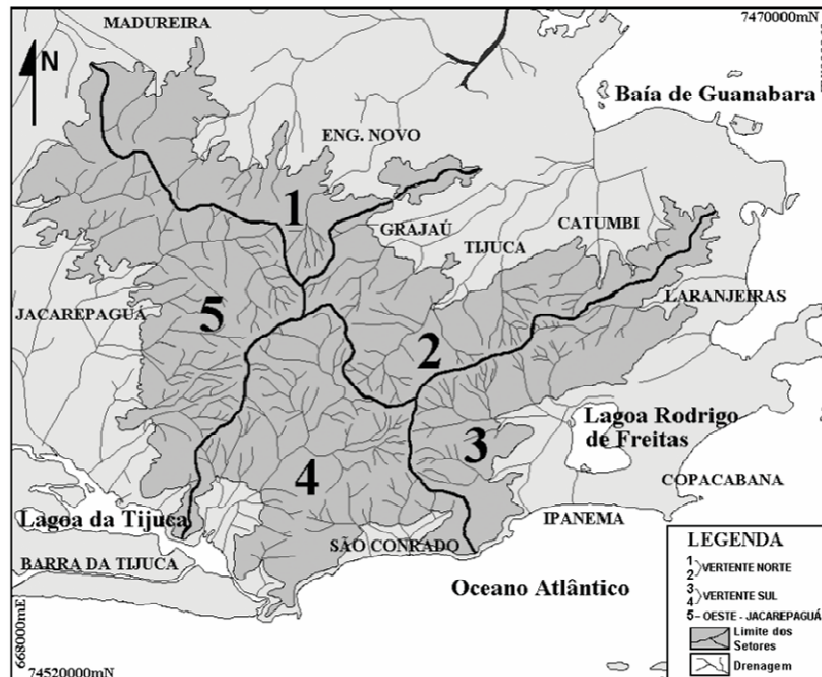 MADUREIRA
7470000mN
N
Baía de Guanabara
ENG. NOVO
1
GRAJAÚ
CATUMBI
TIJUCA
LARANJEIRAS
JACAREPAGUÁ
5
2
Lagoa Rodrigo
de Freitas
3
4
COPACABANA
Lagoa da Tijuca
IPANEMA
SÃO CONRADO
BARRA DA TIJUCA
Oceano Atlântico
668000mE
74520000mN
LEGENDA
1
2
VERTENTE NORTE
3
4
VERTENTE SUL
5 - OESTE - JACAREPAGUÁ
Limite dos
Setores
Drenagem